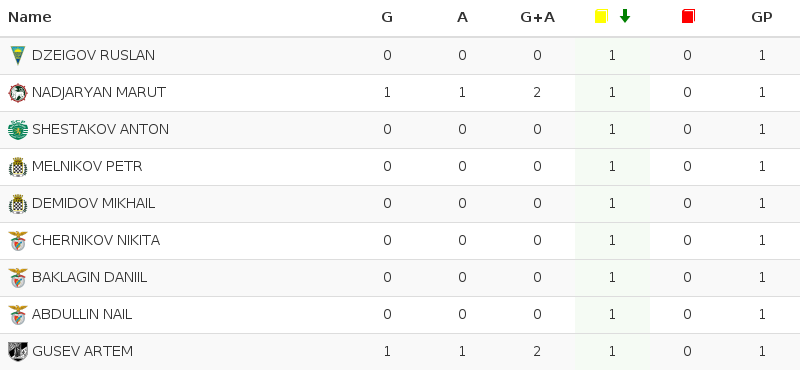 Name G A G+A GP
DZEIGOV RUSLAN 0 0 0 1 0 1
NADJARYAN MARUT 1 1 2 1 0 1
SHESTAKOV ANTON 0 0 0 1 0 1
MELNIKOV PETR 0 0 0 1 0 1
DEMIDOV MIKHAIL 0 0 0 1 0 1
CHERNIKOV NIKITA 0 0 0 1 0 1
BAKLAGIN DANIIL 0 0 0 1 0 1
ABDULLIN NAIL 0 0 0 1 0 1
GUSEV ARTEM 1 1 2 1 0 1